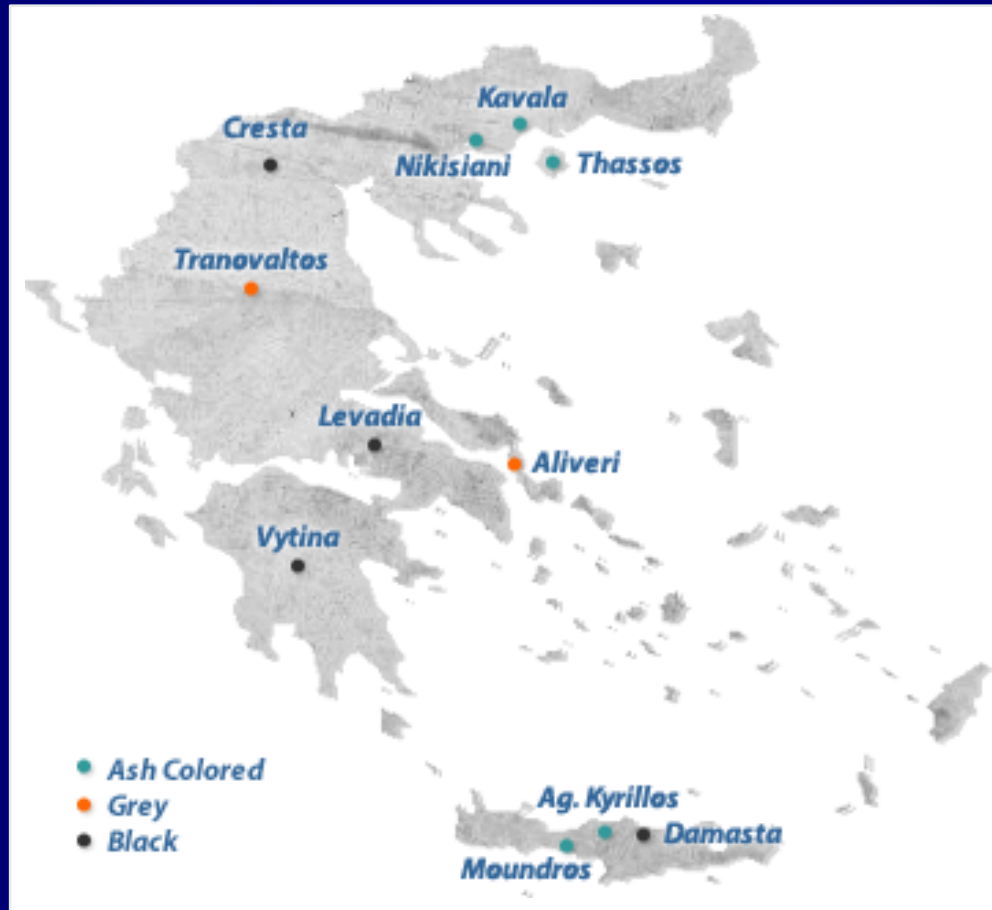 Kavala
Cresta
Nikisiani
Thassos
Tranovaltos
Levadia
Aliveri
Vytina
Ash Colored
Grey
Black
Ag. Kyrillos
Damasta
Moundros